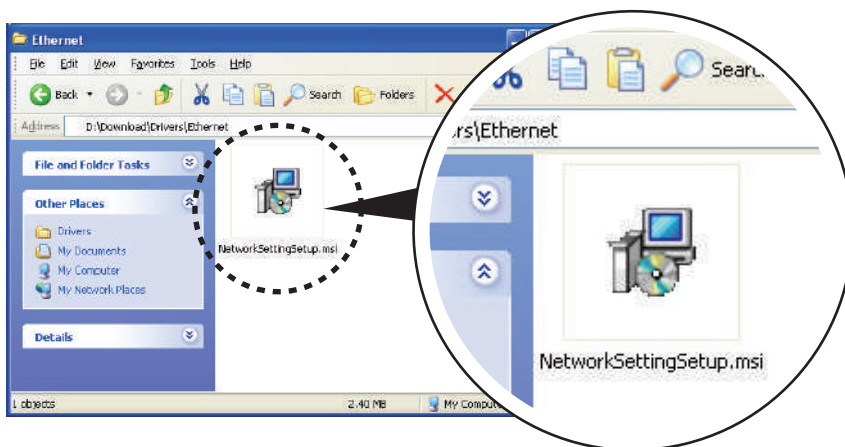 Ethernet
File Edit View Favorites Tools Help
Back Search Folders
Address D:\Download\Drivers\Ethernet
File and Folder Tasks
Other Places
Drivers
My Documents
My Computer
My Network Places
Details
NetworkSettingSetup.msi
1 objects 2.40 MB My Compute
Searc
rs\Ethernet
NetworkSettingSetup.msi